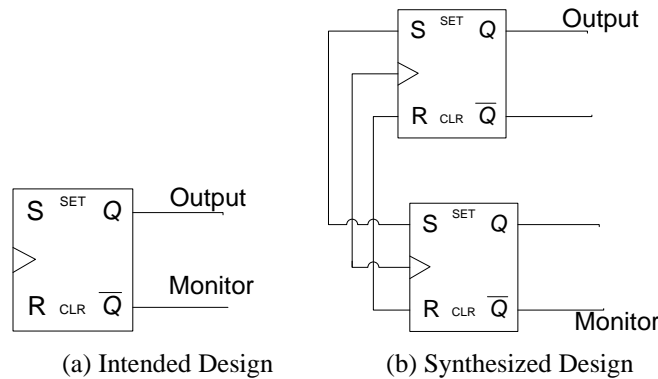 S SET Q Output
R CLR Q
S SET Q Output
R CLR Q Monitor
S SET Q
R CLR Q Monitor
(a) Intended Design
(b) Synthesized Design